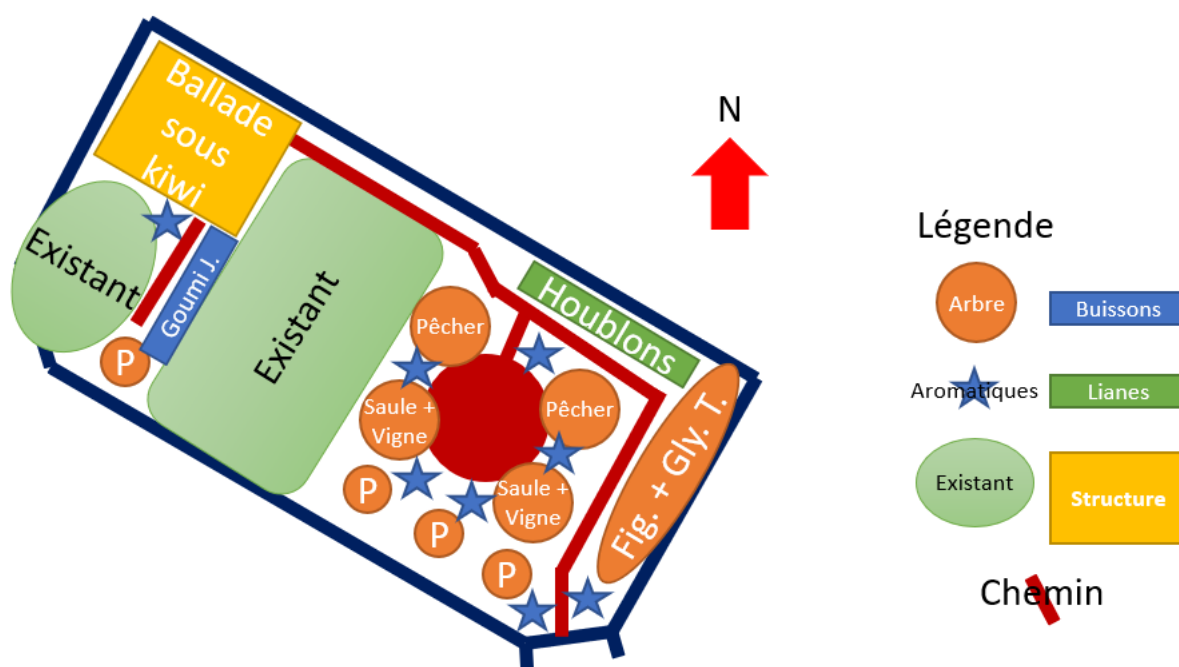 Ballade
sous
kiwi
Existant
Goumi J.
P
Existant
Pêcher
Saule +
Vigne
Houblons
Pêcher
Saule +
Vigne
P
P
P
Fig. + Gly. T.
N
Légende
Arbre
Buissons
Aromatiques
Lianes
Existant
Structure
Chemin